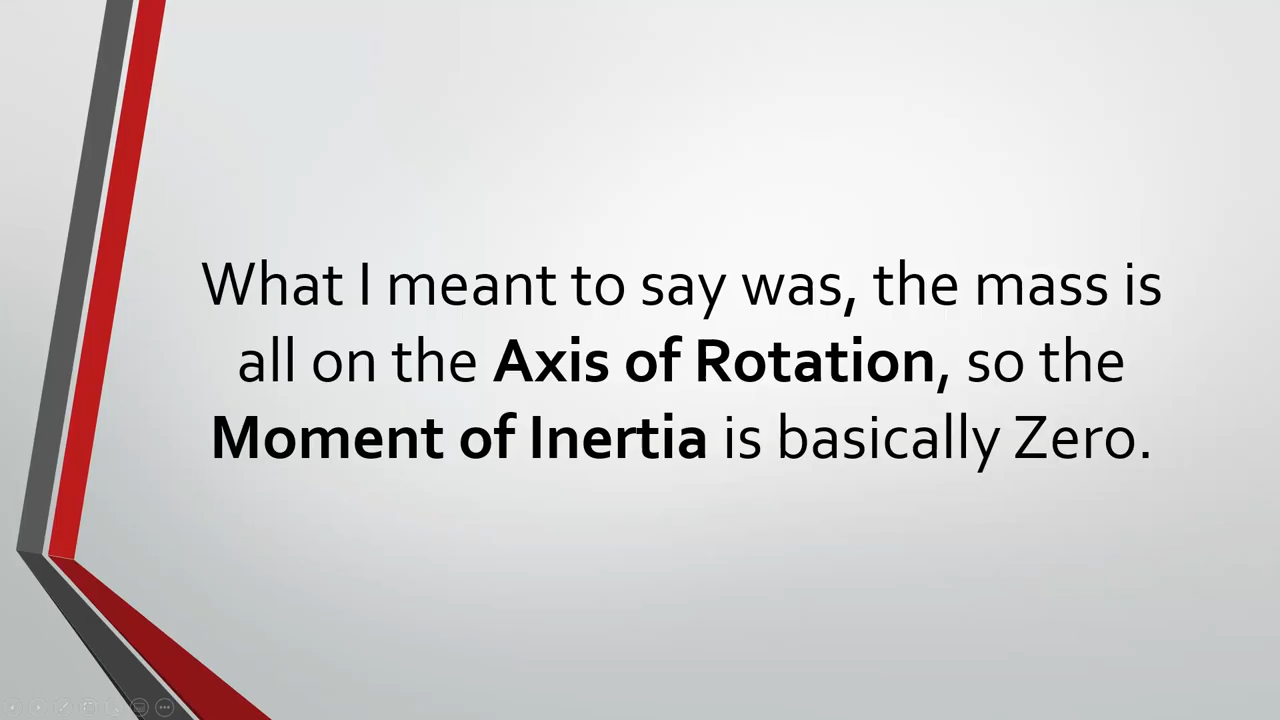 What I meant to say was, the mass is
all on the Axis of Rotation, so the
Moment of Inertia is basically Zero.